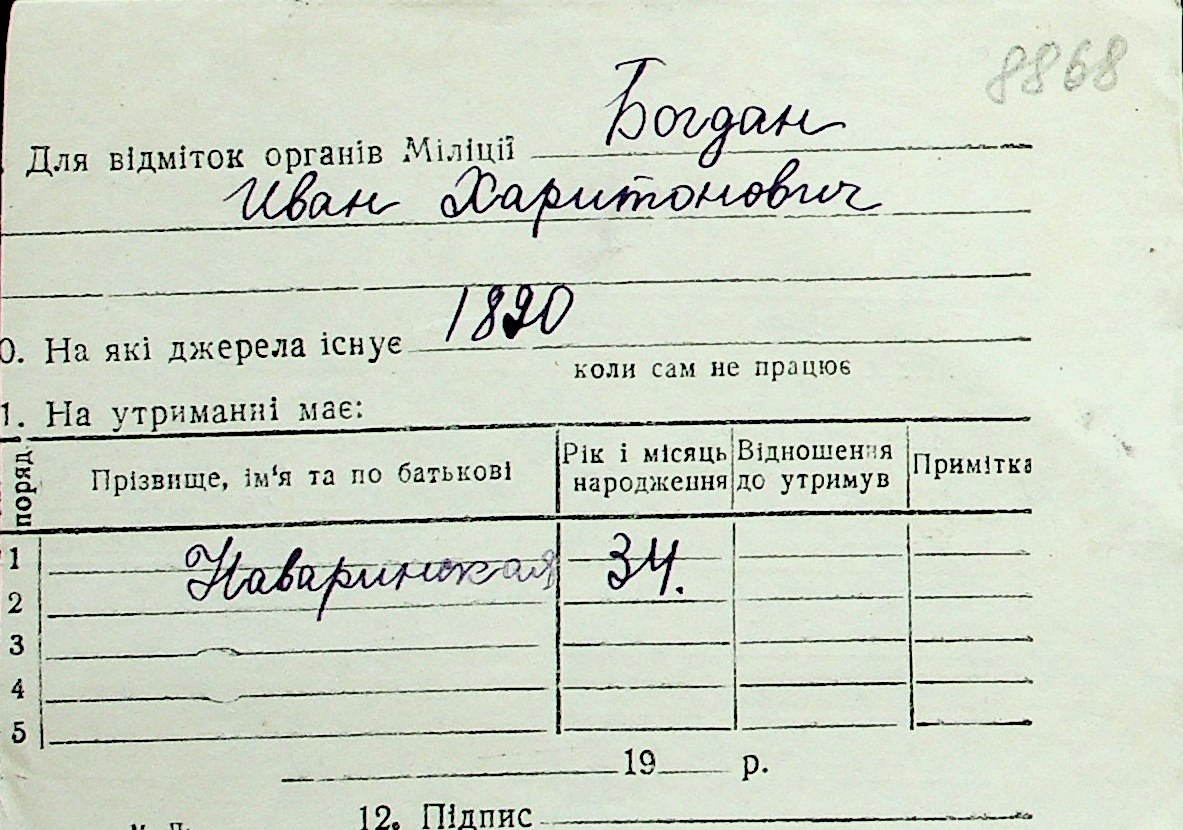 8868
Для відміток органів Міліції Богдан
Иван Харитонович
0. На які джерела існує 1890
коли сам не працює
1. На утриманні має:
поряд. Прізвище, ім'я та по батькові Рік і місяць народження Відношення до утримув Примітка
1 Наваринская 34.
2
3
4
5
19 р.
12. Підпис